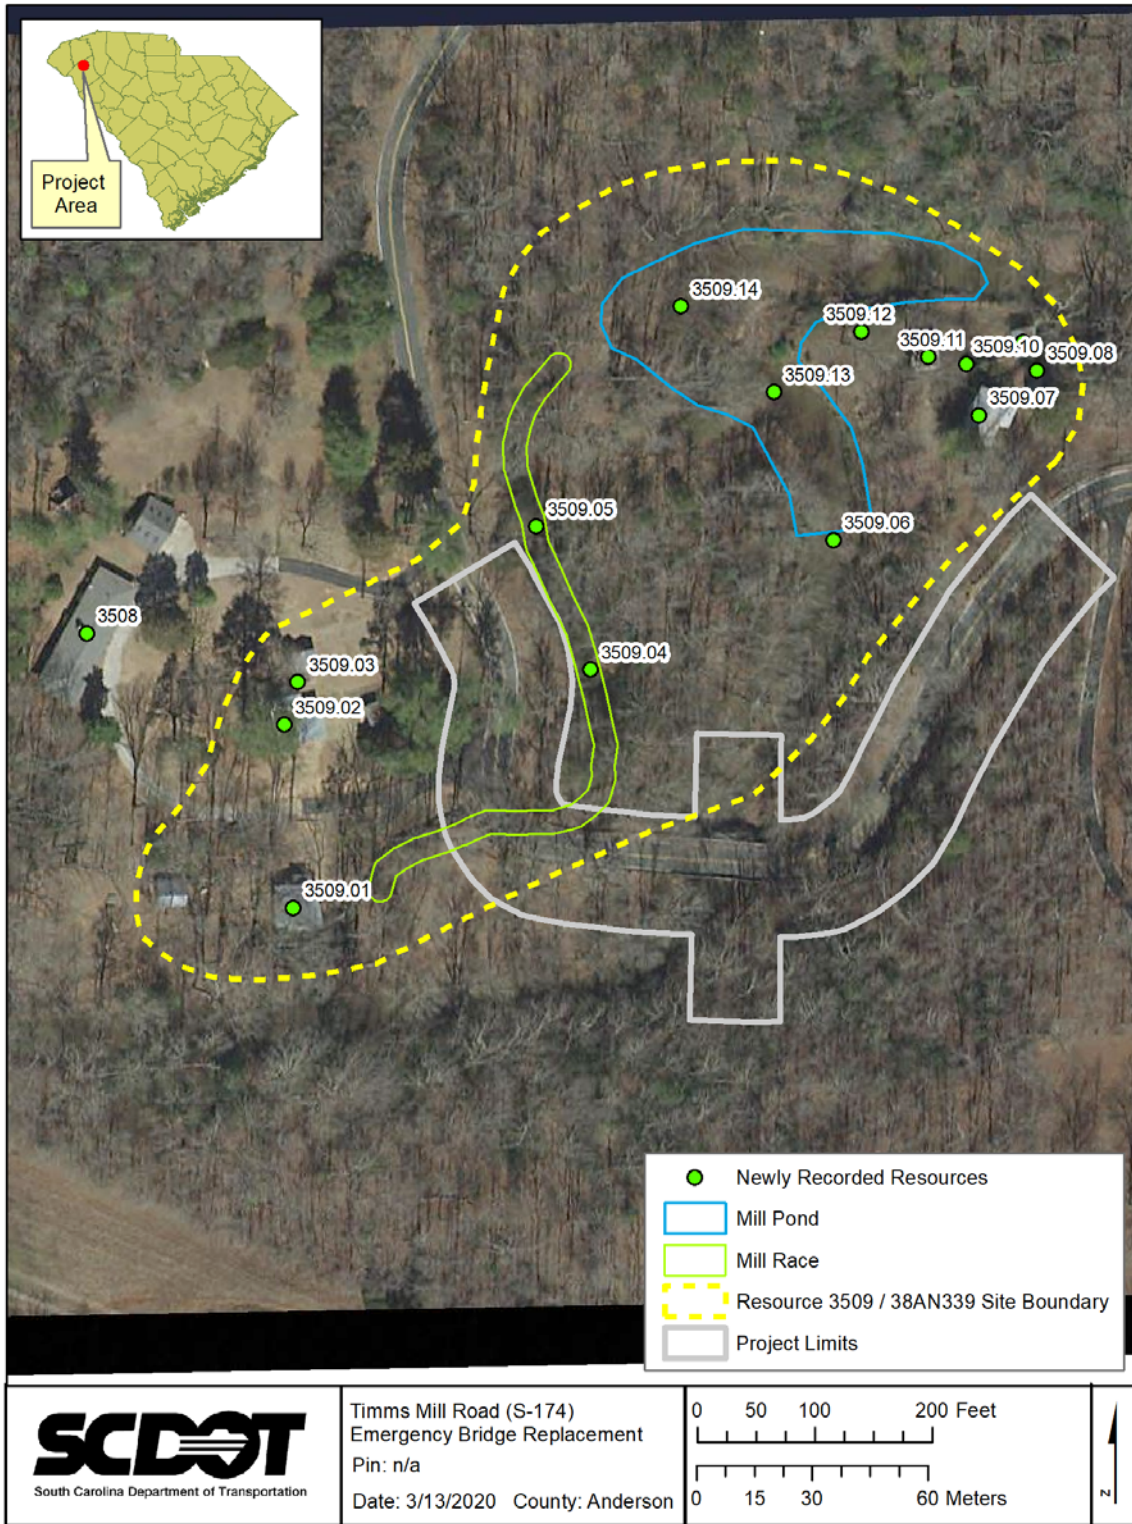 Project
Area
3509.14
3509.12
3509.11
3509.10
3509.08
3509.13
3509.07
3509.05
3509.06
3508
3509.04
3509.03
3509.02
3509.01
Newly Recorded Resources
Mill Pond
Mill Race
Resource 3509 / 38AN339 Site Boundary
Project Limits
SCDOT
South Carolina Department of Transportation
Timms Mill Road (S-174)
Emergency Bridge Replacement
Pin: n/a
Date: 3/13/2020 County: Anderson
0 50 100 200 Feet
0 15 30 60 Meters
N